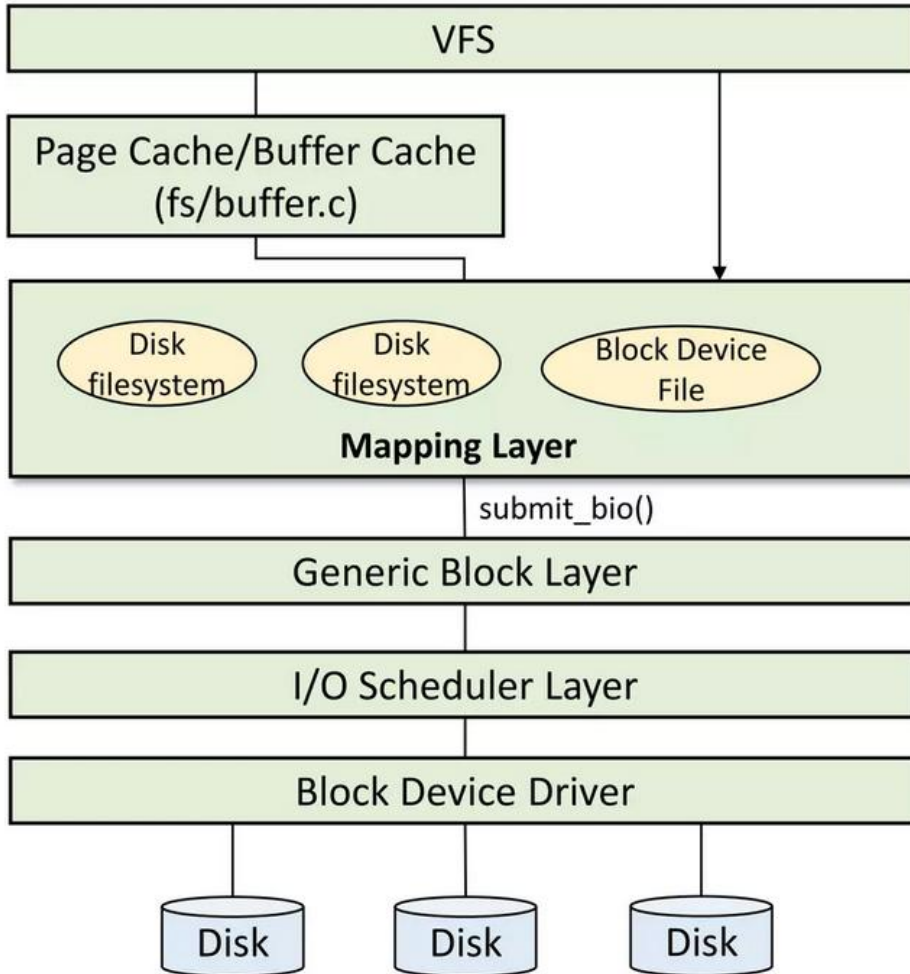 VFS
Page Cache/Buffer Cache
(fs/buffer.c)
Disk
filesystem
Disk
filesystem
Block Device
File
Mapping Layer
submit_bio()
Generic Block Layer
I/O Scheduler Layer
Block Device Driver
Disk
Disk
Disk